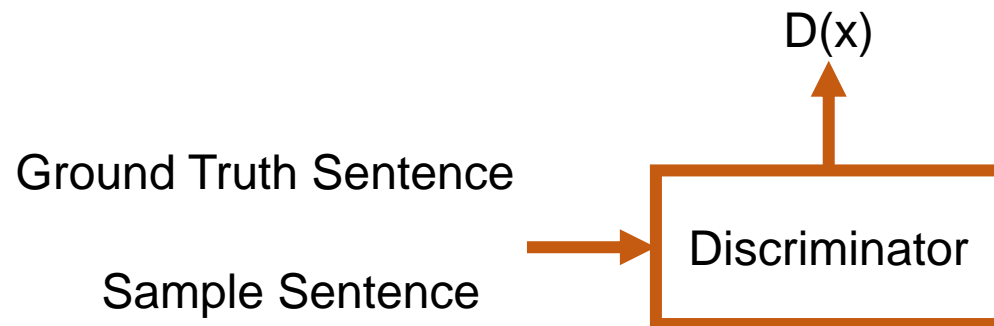 D(x)
Ground Truth Sentence
Discriminator
Sample Sentence